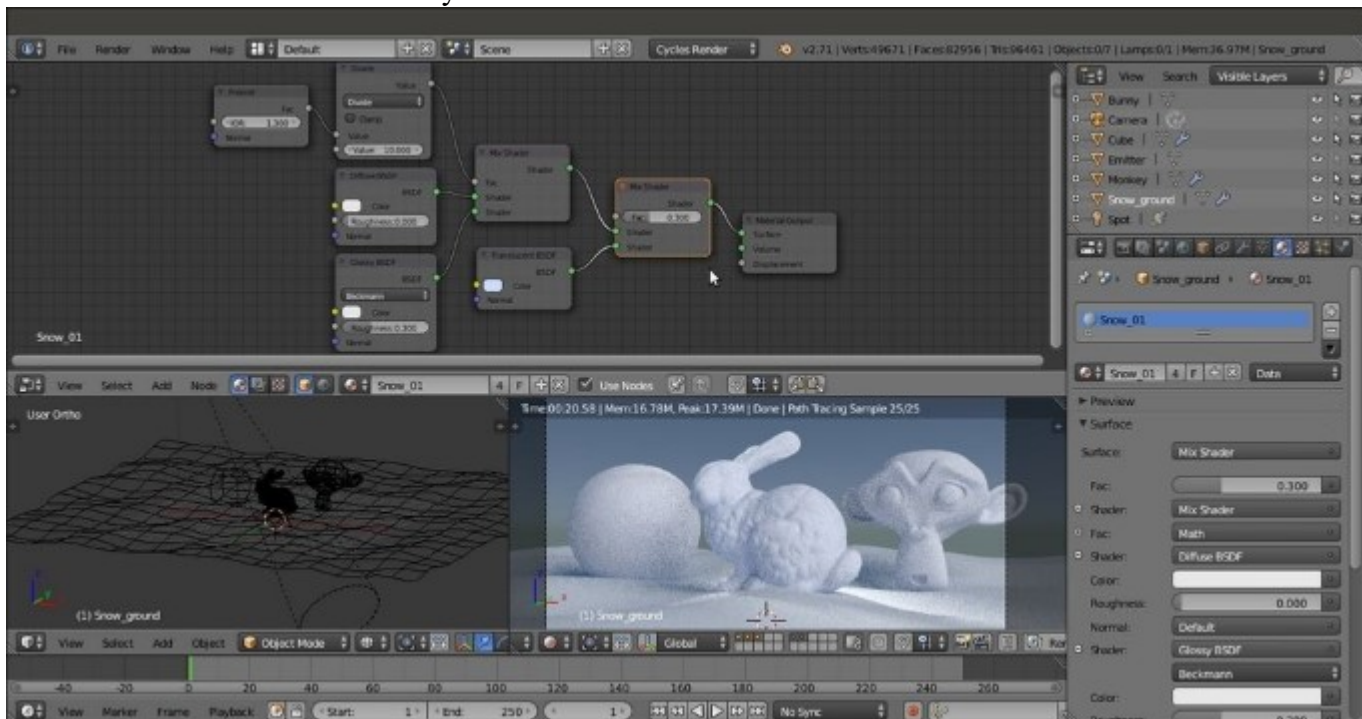 File Render Window Help Default Scene Cycles Render v2.71 | Verts:49671 | Faces:82956 | Tris:96461 | Objects:0/7 | Lamps:0/1 | Mem:36.97M | Snow_ground
View Search Visible Layers
Bunny
Camera
Cube
Emitter
Monkey
Snow_ground
Spot
Fresnel
Fac
IOR: 1.300
Normal
Value
Divide
Clamp
Value
Value: 10.000
Diffuse BSDF
BSDF
Color
Roughness: 0.000
Normal
Glossy BSDF
BSDF
Beckmann
Color
Roughness: 0.300
Normal
Mix Shader
Shader
Fac
Shader
Shader
Translucent BSDF
BSDF
Color
Normal
Mix Shader
Shader
Fac: 0.300
Shader
Shader
Material Output
Surface
Volume
Displacement
Snow_01
View Select Add Node Snow_01 4 F Use Nodes
User Ortho
(1) Snow_ground
Time:00:20.58 | Mem:16.78M, Peak:17.39M | Done | Path Tracing Sample 25/25
(1) Snow_ground
View Select Add Object Object Mode Global
-40 -20 0 20 40 60 80 100 120 140 160 180 200 220 240 260
View Marker Frame Playback Start: 1 End: 250 1 No Sync
Snow_ground Snow_01
Snow_01
Snow_01 4 F Data
Preview
Surface
Surface: Mix Shader
Fac: 0.300
Shader: Mix Shader
Fac: Math
Shader: Diffuse BSDF
Color:
Roughness: 0.000
Normal: Default
Shader: Glossy BSDF
Beckmann
Color: